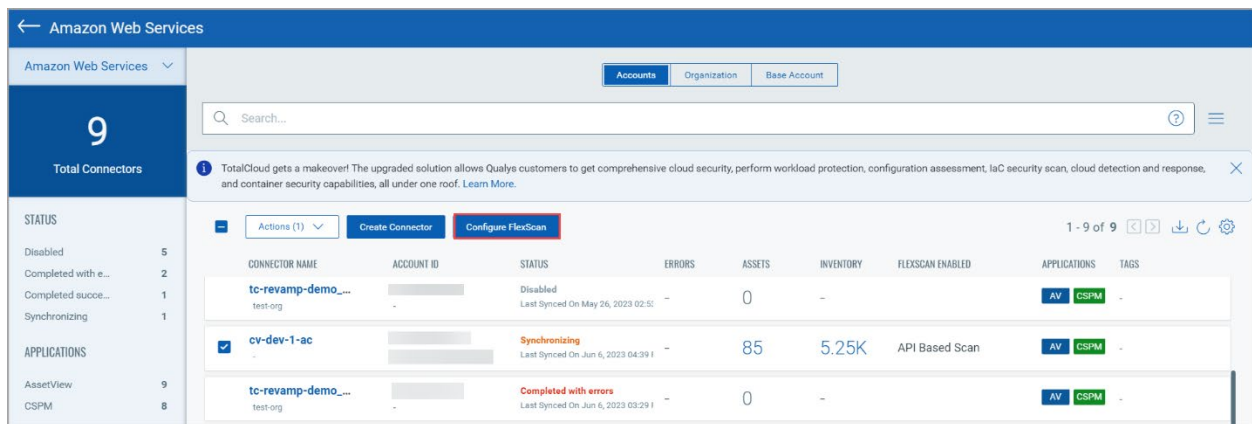 ← Amazon Web Services
Amazon Web Services
Accounts Organization Base Account
9
Total Connectors
Search...
TotalCloud gets a makeover! The upgraded solution allows Qualys customers to get comprehensive cloud security, perform workload protection, configuration assessment, IaC security scan, cloud detection and response,
and container security capabilities, all under one roof. Learn More.
STATUS
Disabled 5
Completed with e... 2
Completed succe... 1
Synchronizing 1
APPLICATIONS
AssetView 9
CSPM 8
Actions (1) Create Connector Configure FlexScan 1 - 9 of 9
CONNECTOR NAME ACCOUNT ID STATUS ERRORS ASSETS INVENTORY FLEXSCAN ENABLED APPLICATIONS TAGS
tc-revamp-demo_... Disabled - 0 - AV CSPM -
test-org - Last Synced On May 26, 2023 02:5
cv-dev-1-ac Synchronizing - 85 5.25K API Based Scan AV CSPM -
- Last Synced On Jun 6, 2023 04:39
tc-revamp-demo_... Completed with errors - 0 - AV CSPM -
test-org - Last Synced On Jun 6, 2023 03:29